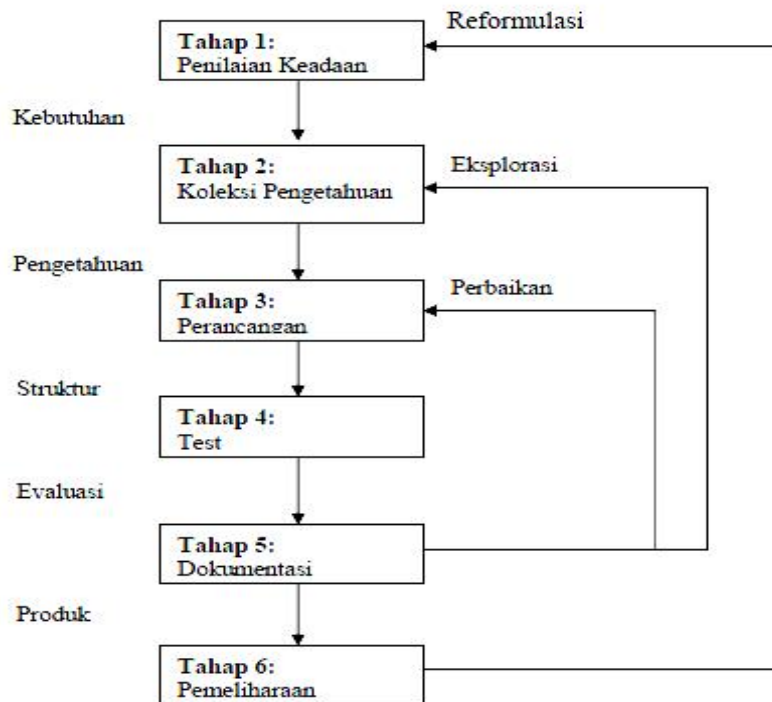 Reformulasi
Tahap 1:
Penilaian Keadaan
Kebutuhan
Tahap 2:
Koleksi Pengetahuan
Eksplorasi
Pengetahuan
Tahap 3:
Perancangan
Perbaikan
Struktur
Tahap 4:
Test
Evaluasi
Tahap 5:
Dokumentasi
Produk
Tahap 6:
Pemeliharaan